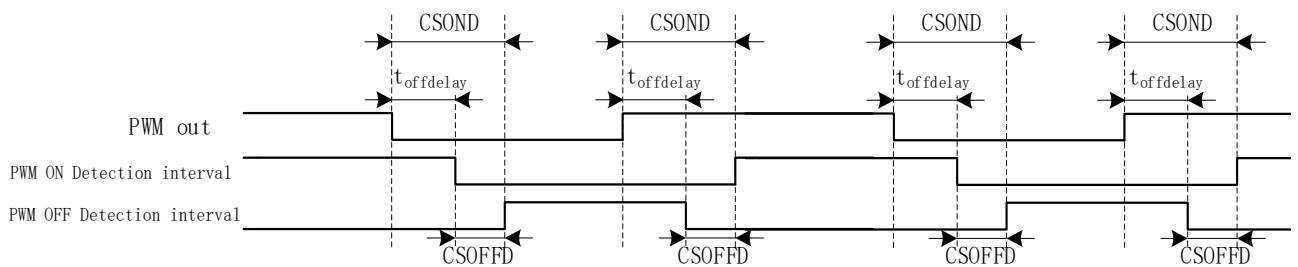 CSOND CSOND CSOND CSOND
toffdelay toffdelay toffdelay toffdelay
PWM out
PWM ON Detection interval
PWM OFF Detection interval
CSOFFD CSOFFD CSOFFD CSOFFD